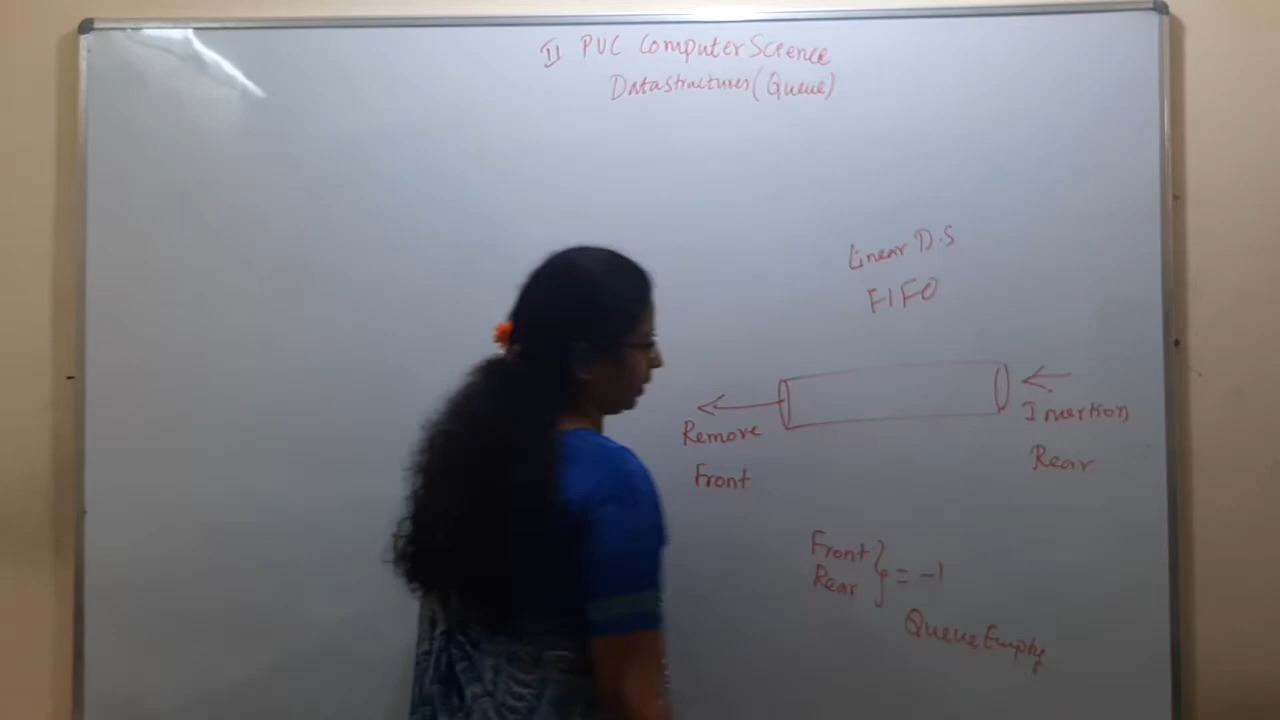 II PUC Computer Science
Datastructures (Queue)
Linear D.S
FIFO
Remove
Front
Insertion
Rear
Front
Rear } = -1
Queue Empty